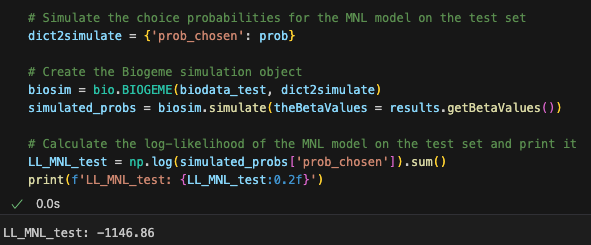 # Simulate the choice probabilities for the MNL model on the test set
dict2simulate = {'prob_chosen': prob}
# Create the Biogeme simulation object
biosim = bio.BIOGEME(biodata_test, dict2simulate)
simulated_probs = biosim.simulate(theBetaValues = results.getBetaValues())
# Calculate the log-likelihood of the MNL model on the test set and print it
LL_MNL_test = np.log(simulated_probs['prob_chosen']).sum()
print(f'LL_MNL_test: {LL_MNL_test:0.2f}')
✓ 0.0s
LL_MNL_test: -1146.86